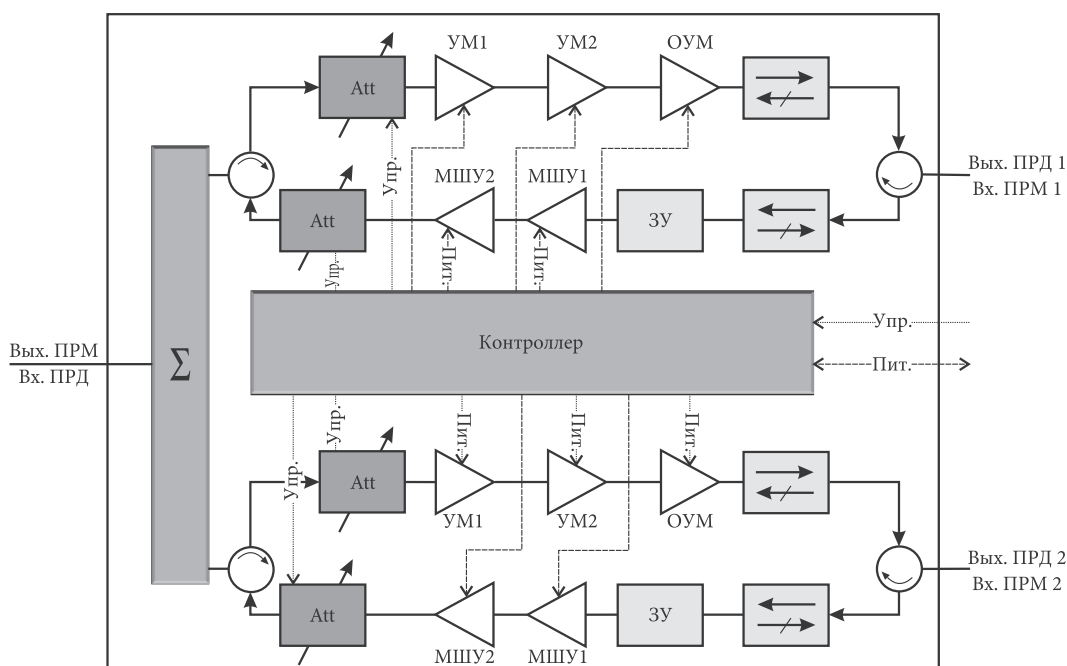 УМ1 УМ2 ОУМ
Att
Упр.
МШУ2 МШУ1
Вых. ПРД 1
Вх. ПРМ 1
Att
ЗУ
Упр.
Пит.
Пит.
Упр.
Контроллер
Вых. ПРМ
Вх. ПРД
Σ
Пит.
Упр.
Упр.
Пит.
Пит.
Пит.
Att
УМ1 УМ2 ОУМ
Вых. ПРД 2
Вх. ПРМ 2
Att
ЗУ
МШУ2 МШУ1